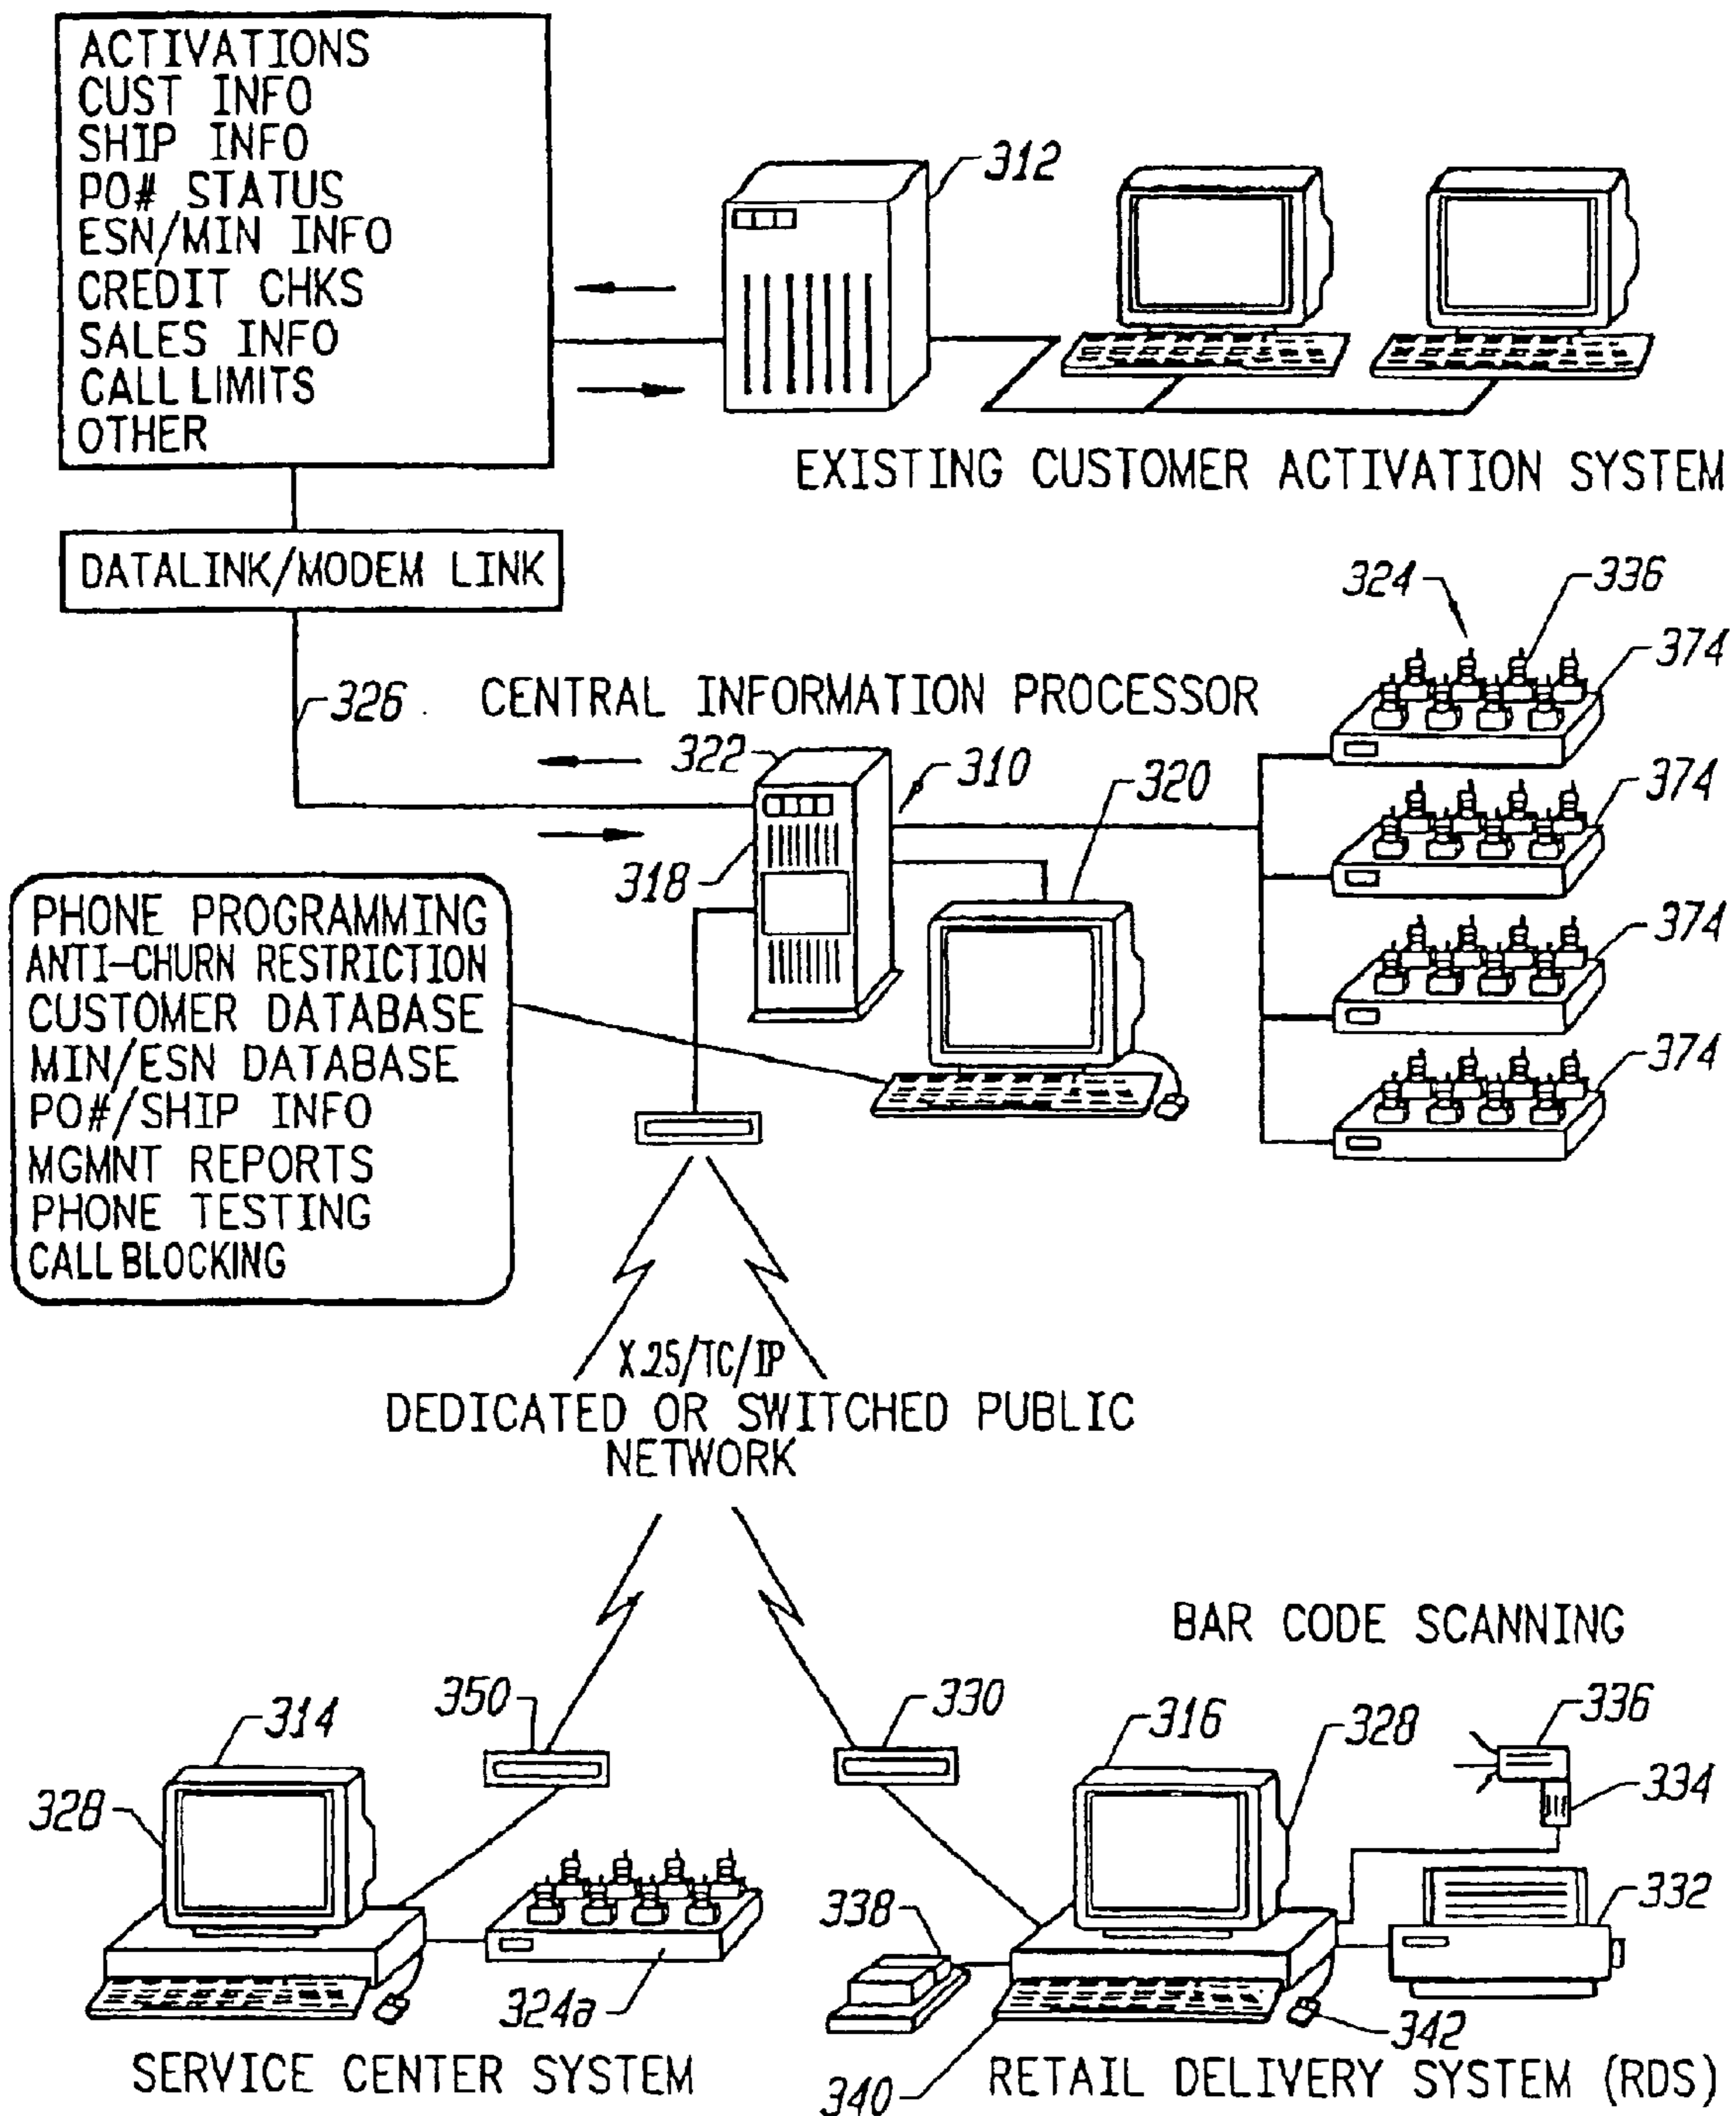 ACTIVATIONS
CUST INFO
SHIP INFO
PO# STATUS
ESN/MIN INFO
CREDIT CHKS
SALES INFO
CALL LIMITS
OTHER
312
EXISTING CUSTOMER ACTIVATION SYSTEM
DATALINK/MODEM LINK
324
336
374
326
CENTRAL INFORMATION PROCESSOR
322
310
320
374
318
374
374
PHONE PROGRAMMING
ANTI-CHURN RESTRICTION
CUSTOMER DATABASE
MIN/ESN DATABASE
PO#/SHIP INFO
MGMNT REPORTS
PHONE TESTING
CALL BLOCKING
X.25/TC/IP
DEDICATED OR SWITCHED PUBLIC
NETWORK
BAR CODE SCANNING
314
350
330
316
328
336
328
334
338
332
324a
342
SERVICE CENTER SYSTEM
340
RETAIL DELIVERY SYSTEM (RDS)